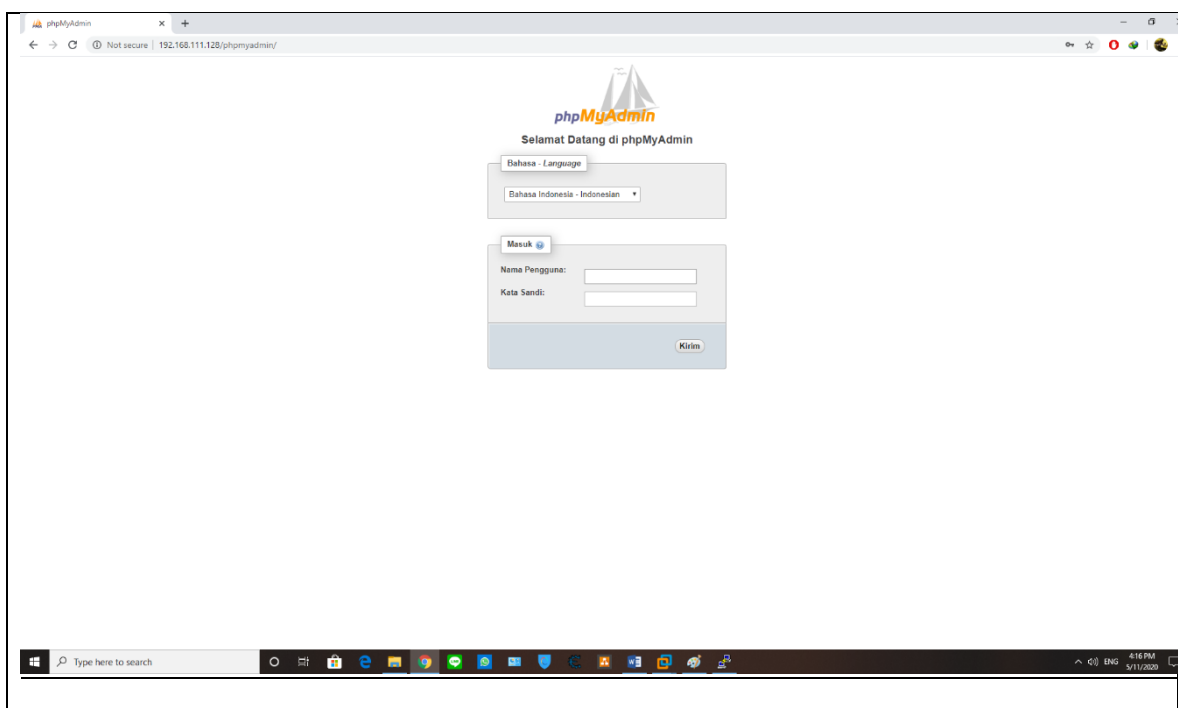 phpMyAdmin
Not secure | 192.168.111.128/phpmyadmin/
phpMyAdmin
Selamat Datang di phpMyAdmin
Bahasa - Language
Bahasa Indonesia - Indonesian
Masuk
Nama Pengguna:
Kata Sandi:
Kirim
Type here to search
ENG
4:16 PM
5/11/2020